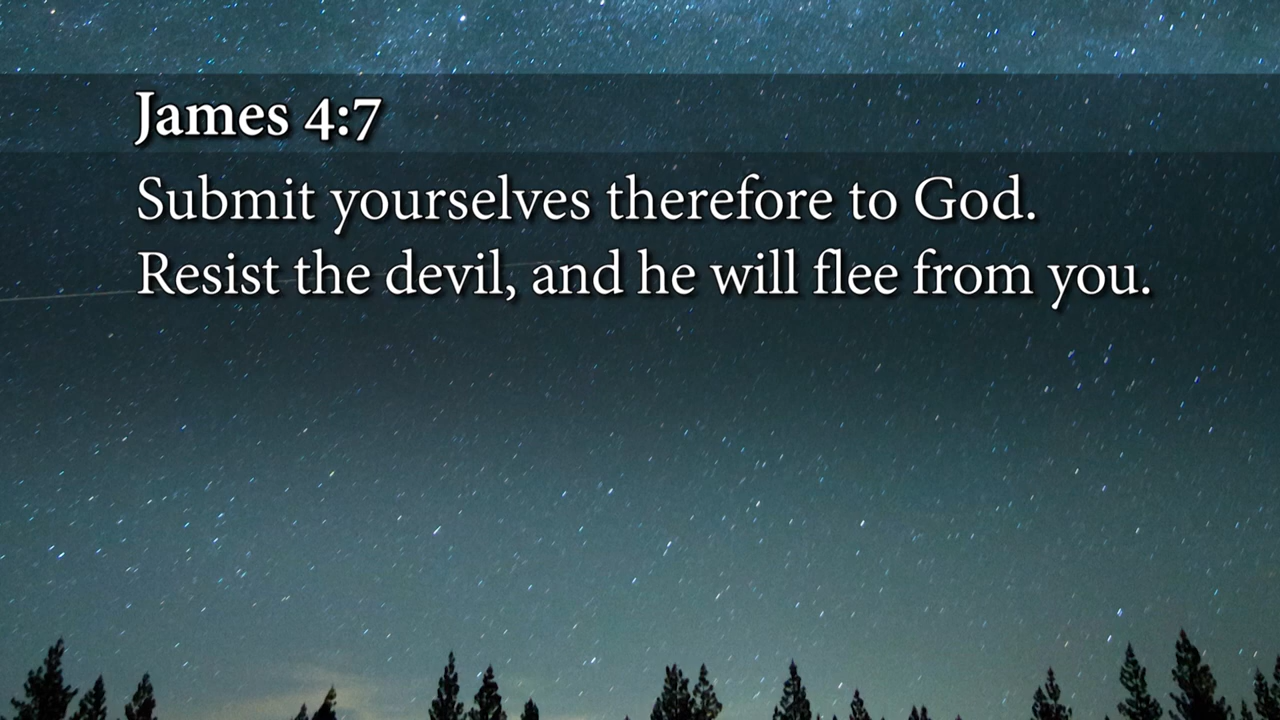 James 4:7
Submit yourselves therefore to God.
Resist the devil, and he will flee from you.